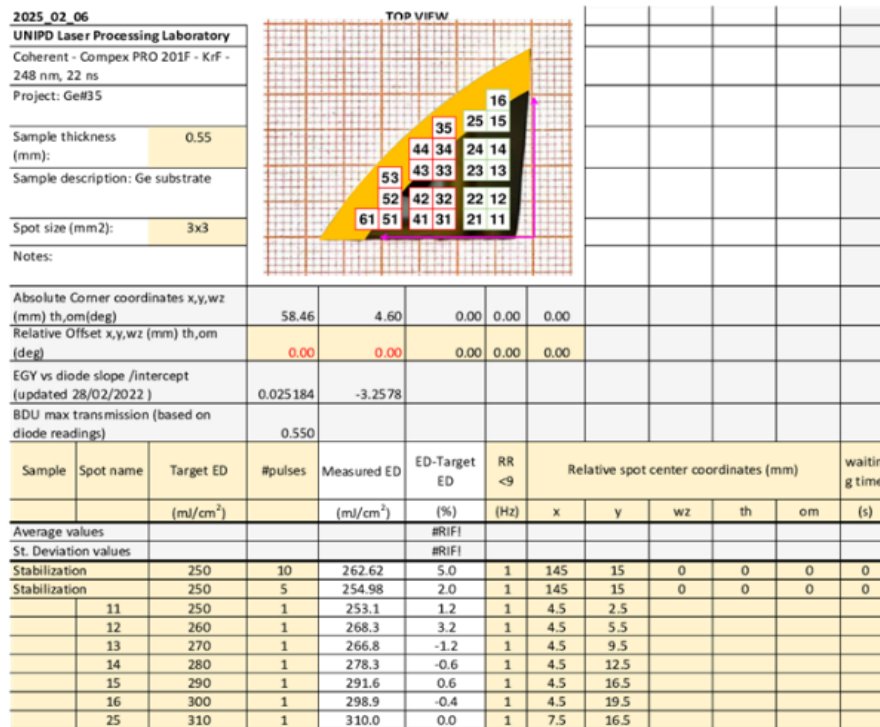 2025_02_06
TOP VIEW
UNIPD Laser Processing Laboratory
Coherent - Compex PRO 201F - KrF -
248 nm, 22 ns
Project: Ge#35
Sample thickness
(mm):
0.55
Sample description: Ge substrate
Spot size (mm2):
3x3
Notes:
16
35 25 15
44 34 24 14
53 43 33 23 13
52 42 32 22 12
61 51 41 31 21 11
Absolute Corner coordinates x,y,wz
(mm) th,om(deg) 58.46 4.60 0.00 0.00 0.00
Relative Offset x,y,wz (mm) th,om
(deg) 0.00 0.00 0.00 0.00 0.00
EGY vs diode slope /intercept
(updated 28/02/2022 ) 0.025184 -3.2578
BDU max transmission (based on
diode readings) 0.550
Sample Spot name Target ED #pulses Measured ED ED-Target ED RR <9 Relative spot center coordinates (mm) waitin g time
(mJ/cm2) (mJ/cm2) (%) (Hz) x y wz th om (s)
Average values #RIF!
St. Deviation values #RIF!
Stabilization 250 10 262.62 5.0 1 145 15 0 0 0 0
Stabilization 250 5 254.98 2.0 1 145 15 0 0 0 0
11 250 1 253.1 1.2 1 4.5 2.5
12 260 1 268.3 3.2 1 4.5 5.5
13 270 1 266.8 -1.2 1 4.5 9.5
14 280 1 278.3 -0.6 1 4.5 12.5
15 290 1 291.6 0.6 1 4.5 16.5
16 300 1 298.9 -0.4 1 4.5 19.5
25 310 1 310.0 0.0 1 7.5 16.5